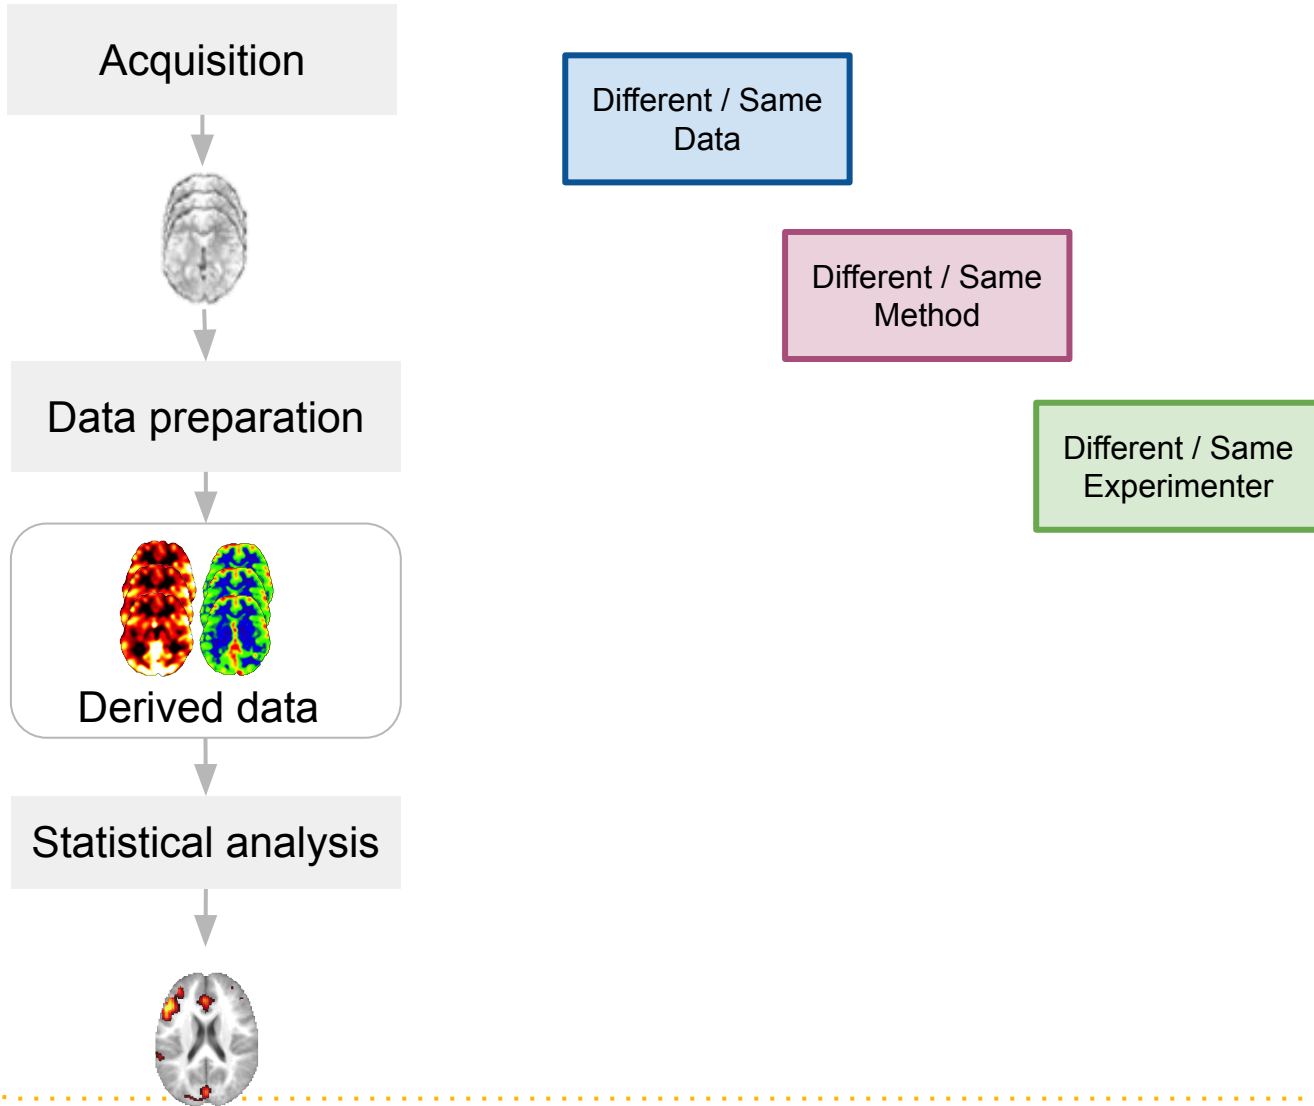 Acquisition
Different / Same
Data
Different / Same
Method
Data preparation
Different / Same
Experimenter
Derived data
Statistical analysis